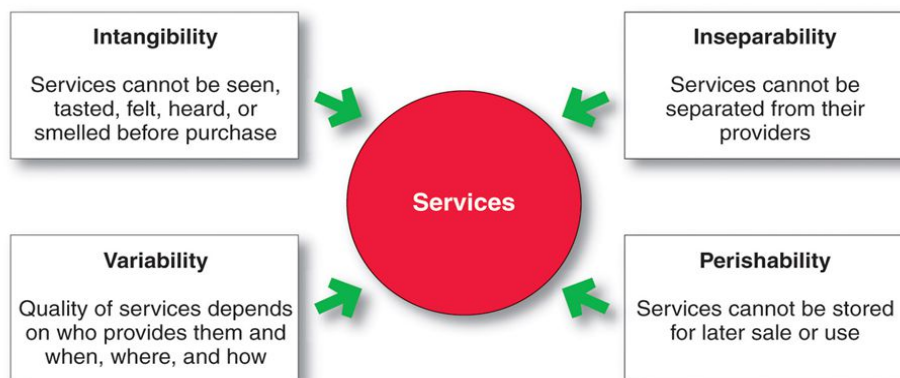 Intangibility
Services cannot be seen,
tasted, felt, heard, or
smelled before purchase
Inseparability
Services cannot be
separated from their
providers
Services
Variability
Quality of services depends
on who provides them and
when, where, and how
Perishability
Services cannot be stored
for later sale or use